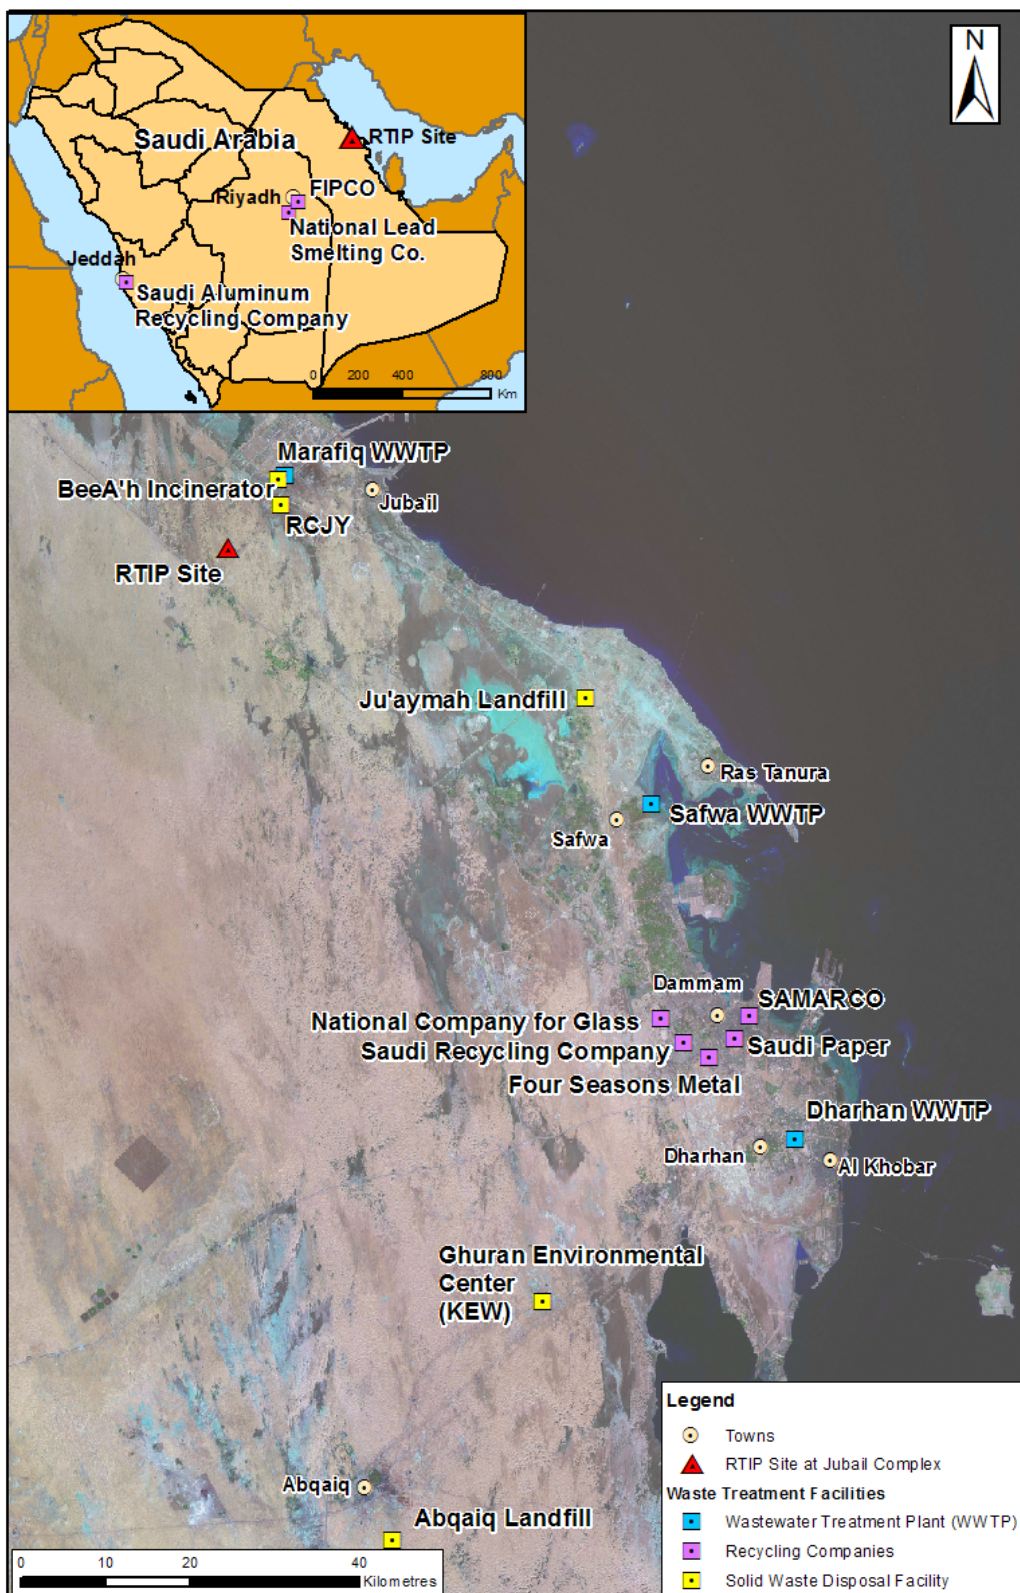 N
Saudi Arabia
RTIP Site
Riyadh
FIPCO
National Lead
Smelting Co.
Jeddah
Saudi Aluminum
Recycling Company
0 200 400 800
Km
Marafiq WWTP
BeeA'h Incinerator
Jubail
RCJY
RTIP Site
Ju'aymah Landfill
Ras Tanura
Safwa WWTP
Safwa
Dammam
SAMARCO
National Company for Glass
Saudi Paper
Saudi Recycling Company
Four Seasons Metal
Dharhan WWTP
Dharhan
Al Khobar
Ghuran Environmental
Center
(KEW)
Abqaiq
Abqaiq Landfill
0 10 20 40
Kilometres
Legend
Towns
RTIP Site at Jubail Complex
Waste Treatment Facilities
Wastewater Treatment Plant (WWTP)
Recycling Companies
Solid Waste Disposal Facility